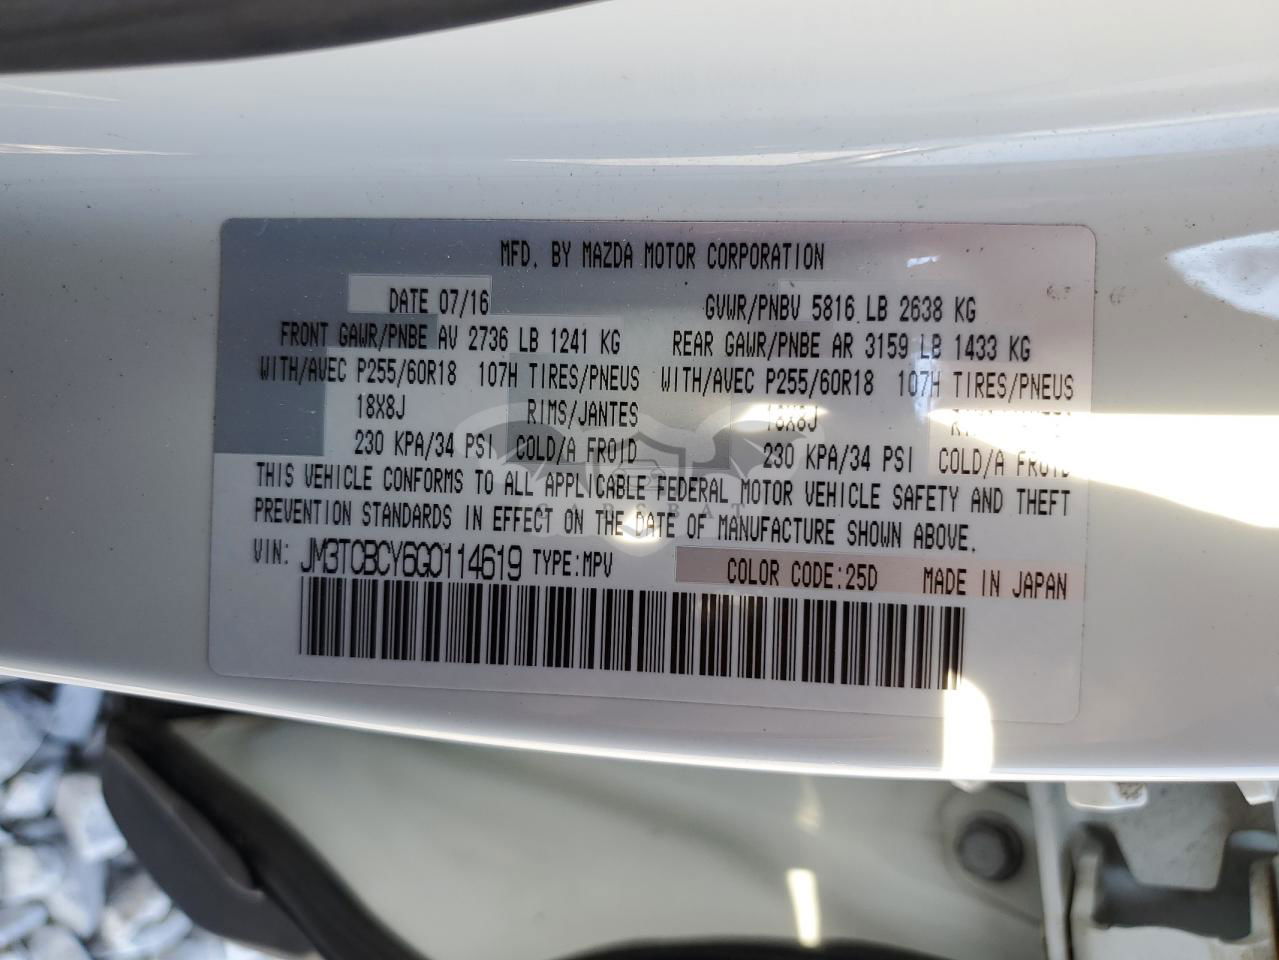 MFD. BY MAZDA MOTOR CORPORATION
DATE 07/16 GVWR/PNBV 5816 LB 2638 KG
FRONT GAWR/PNBE AV 2736 LB 1241 KG REAR GAWR/PNBE AR 3159 LB 1433 KG
WITH/AVEC P255/60R18 107H TIRES/PNEUS WITH/AVEC P255/60R18 107H TIRES/PNEUS
18X8J RIMS/JANTES 18X8J
230 KPA/34 PSI COLD/A FROID 230 KPA/34 PSI COLD/A FROID
THIS VEHICLE CONFORMS TO ALL APPLICABLE FEDERAL MOTOR VEHICLE SAFETY AND THEFT
PREVENTION STANDARDS IN EFFECT ON THE DATE OF MANUFACTURE SHOWN ABOVE.
VIN: JM3TCBCY6G0114619 TYPE:MPV COLOR CODE:25D MADE IN JAPAN
CARSBAT